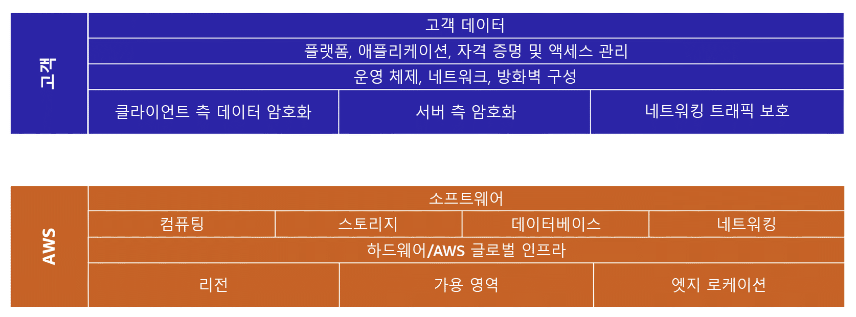 고객
고객 데이터
플랫폼, 애플리케이션, 자격 증명 및 액세스 관리
운영 체제, 네트워크, 방화벽 구성
클라이언트 측 데이터 암호화
서버 측 암호화
네트워킹 트래픽 보호
AWS
소프트웨어
컴퓨팅
스토리지
데이터베이스
네트워킹
하드웨어/AWS 글로벌 인프라
리전
가용 영역
엣지 로케이션